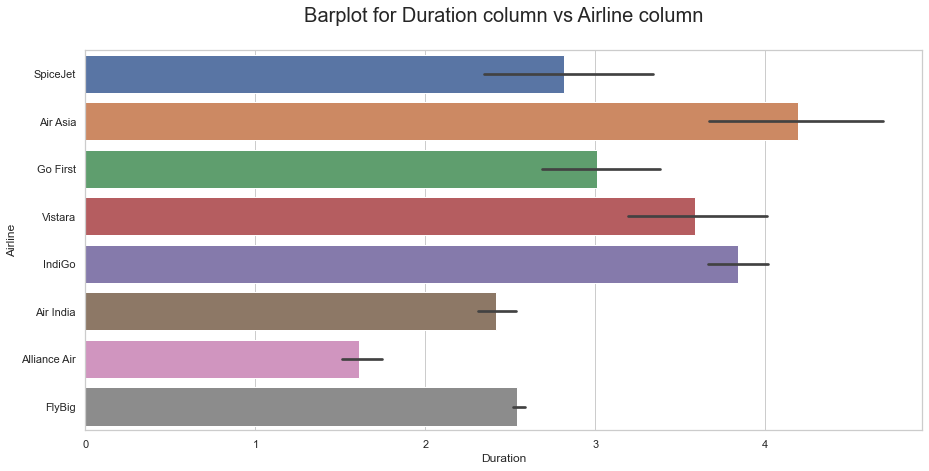 Barplot for Duration column vs Airline column
SpiceJet
Air Asia
Go First
Vistara
IndiGo
Air India
Alliance Air
FlyBig
Airline
0 1 2 3 4
Duration